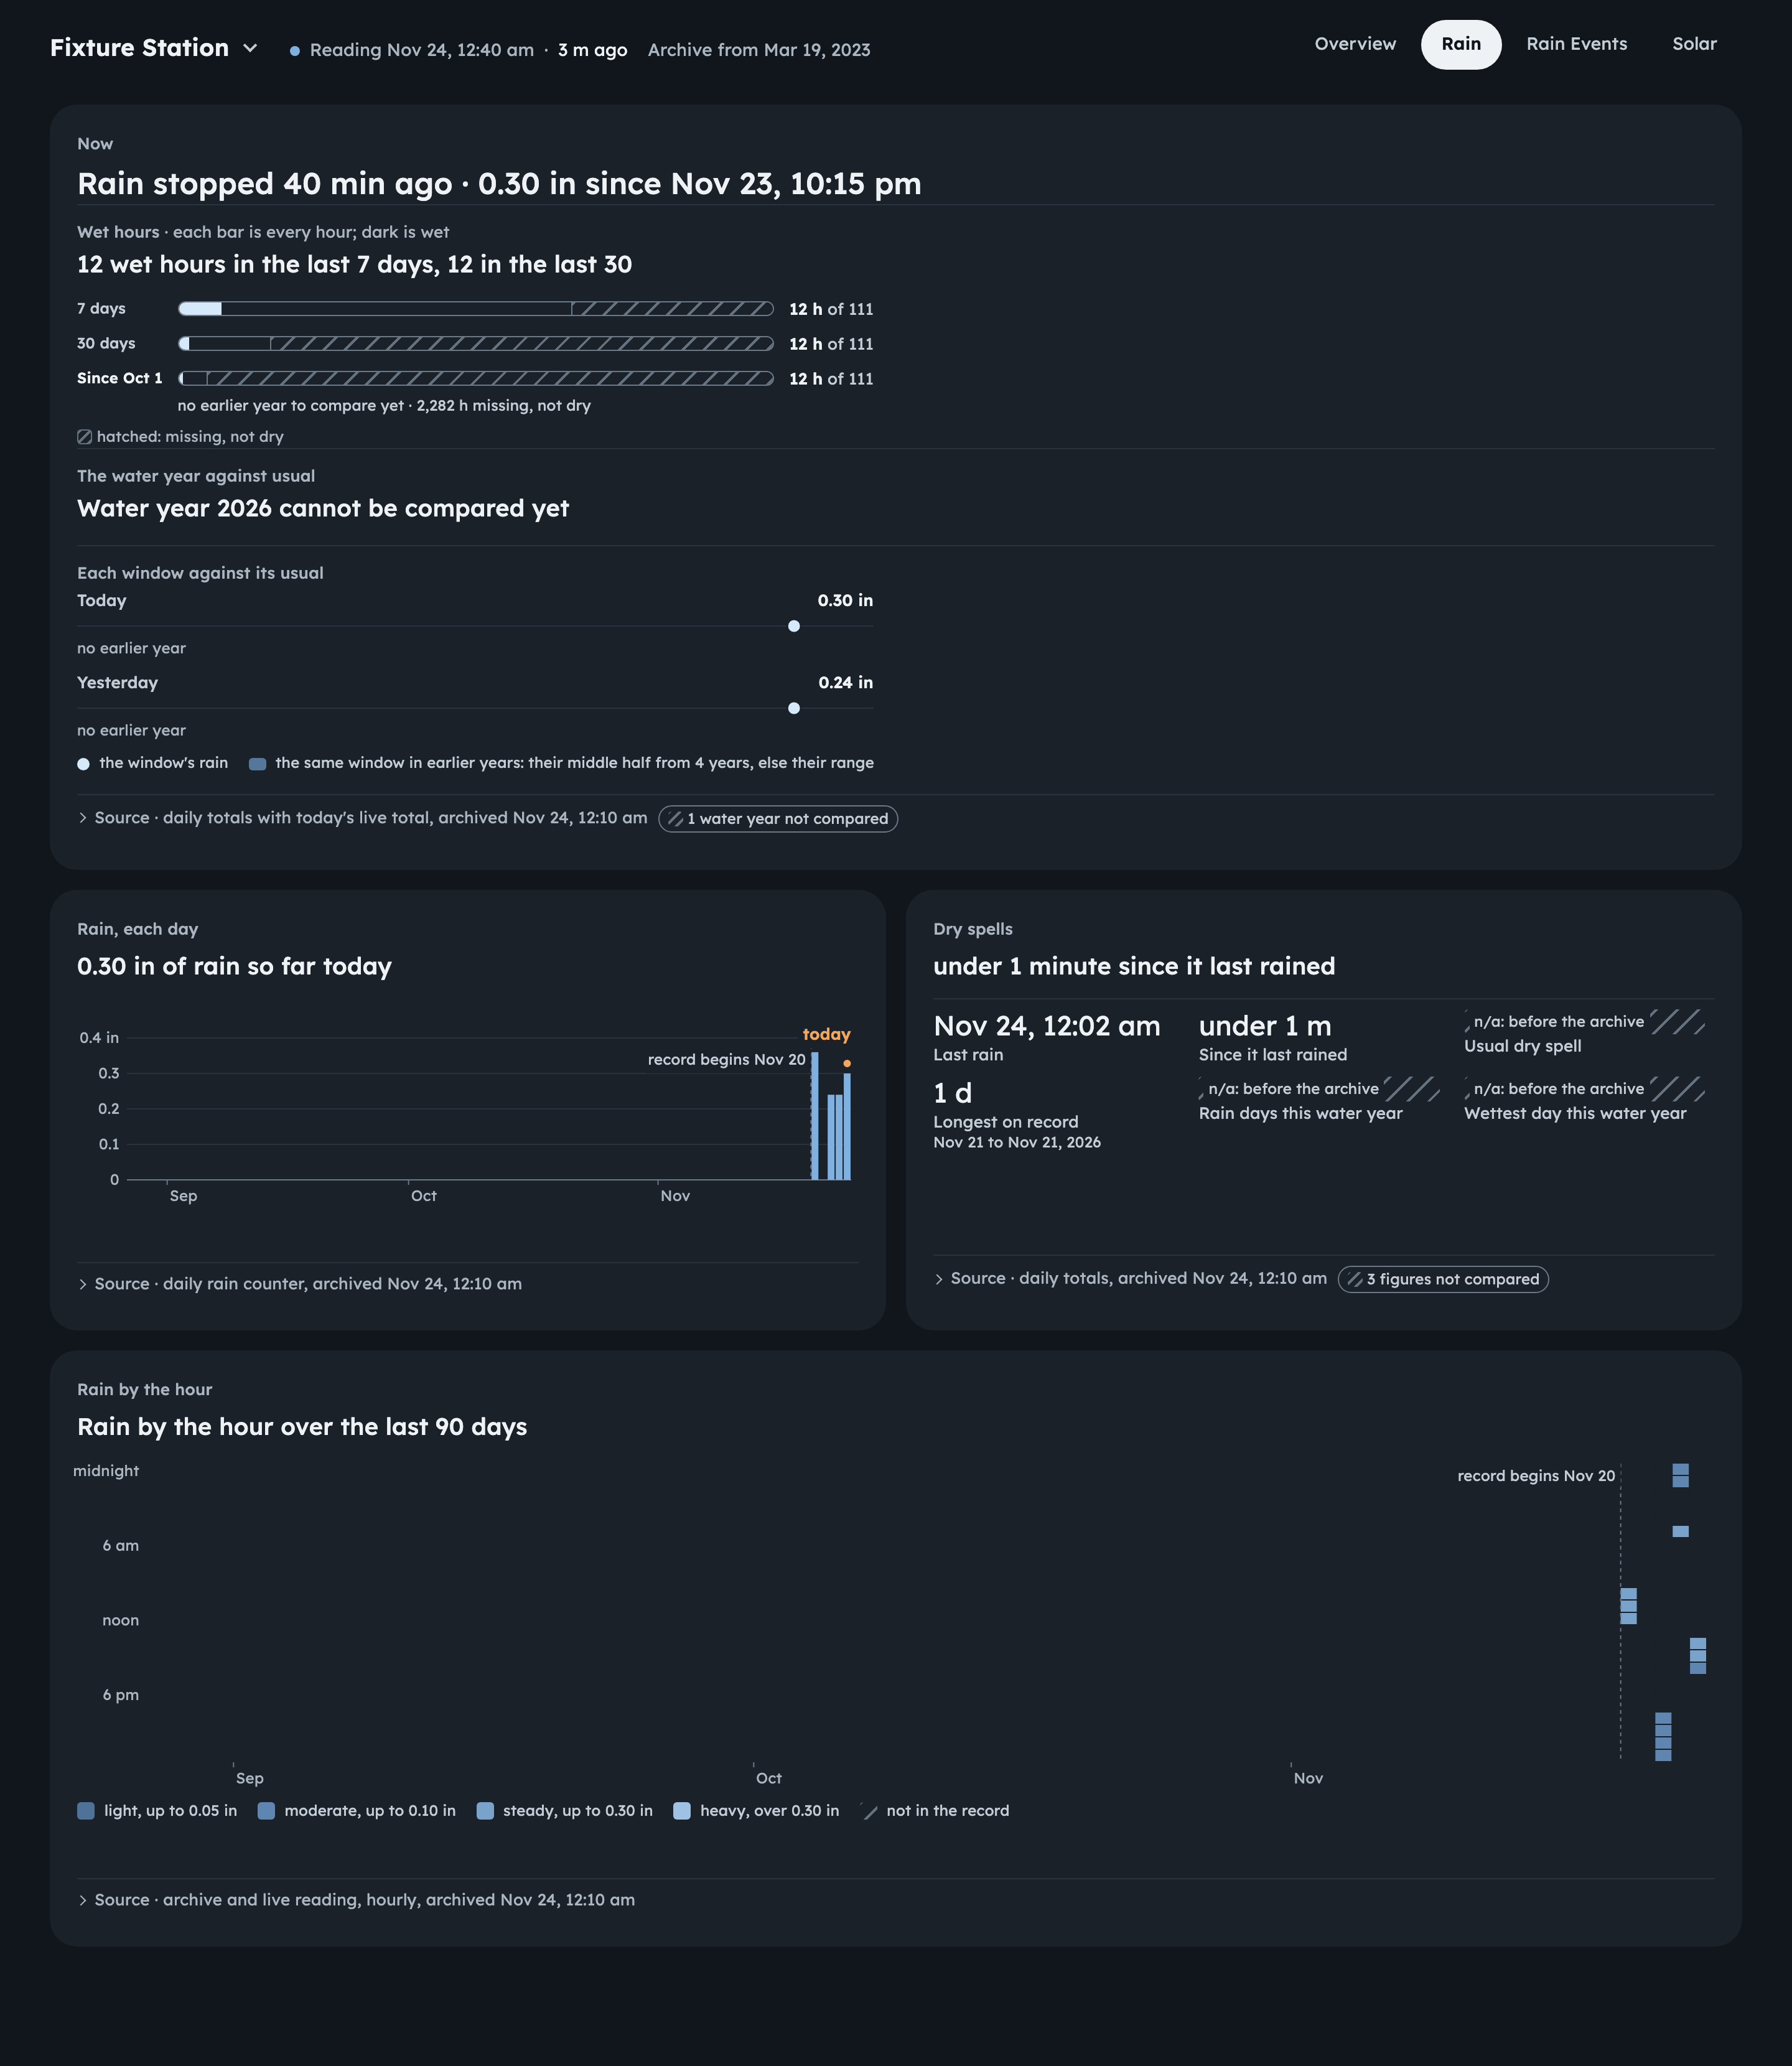 Fixture Station
Reading Nov 24, 12:40 am · 3 m ago Archive from Mar 19, 2023
Overview Rain Rain Events Solar
Now
Rain stopped 40 min ago · 0.30 in since Nov 23, 10:15 pm
Wet hours · each bar is every hour; dark is wet
12 wet hours in the last 7 days, 12 in the last 30
7 days 12 h of 111
30 days 12 h of 111
Since Oct 1 12 h of 111
no earlier year to compare yet · 2,282 h missing, not dry
hatched: missing, not dry
The water year against usual
Water year 2026 cannot be compared yet
Each window against its usual
Today 0.30 in
no earlier year
Yesterday 0.24 in
no earlier year
the window's rain the same window in earlier years: their middle half from 4 years, else their range
Source · daily totals with today's live total, archived Nov 24, 12:10 am 1 water year not compared
Rain, each day
0.30 in of rain so far today
today
0.4 in
record begins Nov 20
0.3
0.2
0.1
0
Sep Oct Nov
Source · daily rain counter, archived Nov 24, 12:10 am
Dry spells
under 1 minute since it last rained
Nov 24, 12:02 am
Last rain
under 1 m
Since it last rained
n/a: before the archive
Usual dry spell
1 d
Longest on record
Nov 21 to Nov 21, 2026
n/a: before the archive
Rain days this water year
n/a: before the archive
Wettest day this water year
Source · daily totals, archived Nov 24, 12:10 am 3 figures not compared
Rain by the hour
Rain by the hour over the last 90 days
midnight
record begins Nov 20
6 am
noon
6 pm
Sep Oct Nov
light, up to 0.05 in moderate, up to 0.10 in steady, up to 0.30 in heavy, over 0.30 in not in the record
Source · archive and live reading, hourly, archived Nov 24, 12:10 am